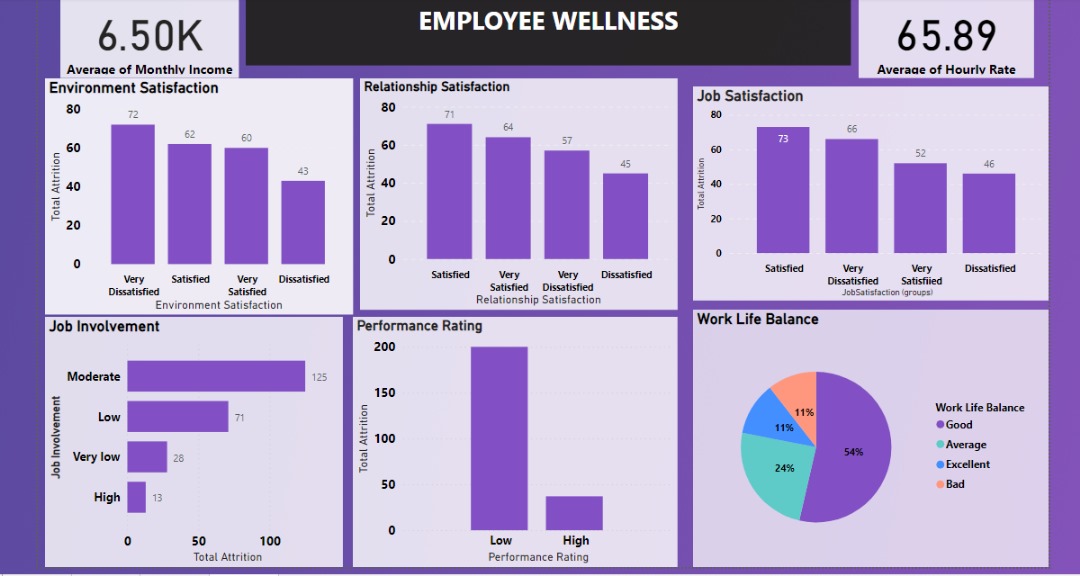 EMPLOYEE WELLNESS
6.50K
Average of Monthly Income
65.89
Average of Hourly Rate
Environment Satisfaction
Total Attrition
80
60
40
20
0
72
62
60
43
Very Dissatisfied
Satisfied
Very Satisfied
Dissatisfied
Environment Satisfaction
Relationship Satisfaction
Total Attrition
80
60
40
20
0
71
64
57
45
Satisfied
Very Satisfied
Very Dissatisfied
Dissatisfied
Relationship Satisfaction
Job Satisfaction
Total Attrition
80
60
40
20
0
73
66
52
46
Satisfied
Very Dissatisfied
Very Satisfiied
Dissatisfied
JobSatisfaction (groups)
Job Involvement
Job Involvement
Moderate
125
Low
71
Very low
28
High
13
0
50
100
Total Attrition
Performance Rating
Total Attrition
200
150
100
50
0
Low
High
Performance Rating
Work Life Balance
11%
11%
24%
54%
Work Life Balance
Good
Average
Excellent
Bad